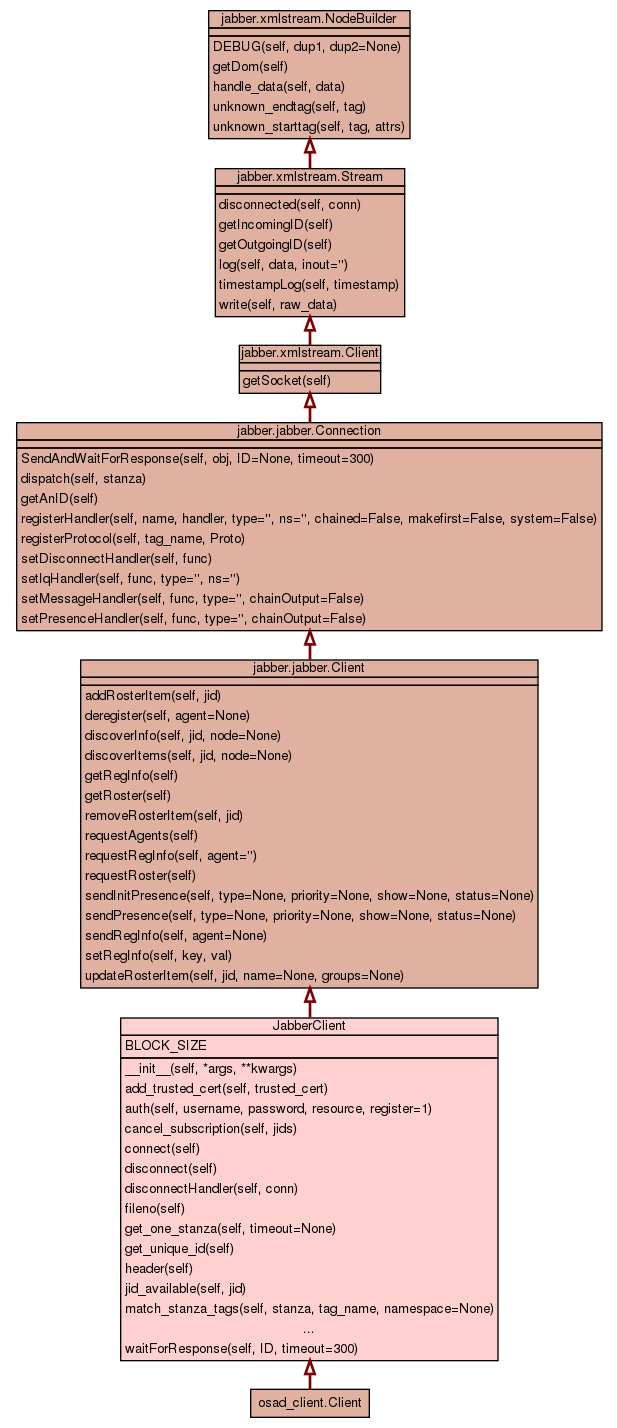 jabber.xmlstream.NodeBuilder
DEBUG(self, dup1, dup2=None)
getDom(self)
handle_data(self, data)
unknown_endtag(self, tag)
unknown_starttag(self, tag, attrs)
jabber.xmlstream.Stream
disconnected(self, conn)
getIncomingID(self)
getOutgoingID(self)
log(self, data, inout='')
timestampLog(self, timestamp)
write(self, raw_data)
jabber.xmlstream.Client
getSocket(self)
jabber.jabber.Connection
SendAndWaitForResponse(self, obj, ID=None, timeout=300)
dispatch(self, stanza)
getAnID(self)
registerHandler(self, name, handler, type='', ns='', chained=False, makefirst=False, system=False)
registerProtocol(self, tag_name, Proto)
setDisconnectHandler(self, func)
setIqHandler(self, func, type='', ns='')
setMessageHandler(self, func, type='', chainOutput=False)
setPresenceHandler(self, func, type='', chainOutput=False)
jabber.jabber.Client
addRosterItem(self, jid)
deregister(self, agent=None)
discoverInfo(self, jid, node=None)
discoverItems(self, jid, node=None)
getRegInfo(self)
getRoster(self)
removeRosterItem(self, jid)
requestAgents(self)
requestRegInfo(self, agent='')
requestRoster(self)
sendInitPresence(self, type=None, priority=None, show=None, status=None)
sendPresence(self, type=None, priority=None, show=None, status=None)
sendRegInfo(self, agent=None)
setRegInfo(self, key, val)
updateRosterItem(self, jid, name=None, groups=None)
JabberClient
BLOCK_SIZE
__init__(self, *args, **kwargs)
add_trusted_cert(self, trusted_cert)
auth(self, username, password, resource, register=1)
cancel_subscription(self, jids)
connect(self)
disconnect(self)
disconnectHandler(self, conn)
fileno(self)
get_one_stanza(self, timeout=None)
get_unique_id(self)
header(self)
jid_available(self, jid)
match_stanza_tags(self, stanza, tag_name, namespace=None)
...
waitForResponse(self, ID, timeout=300)
osad_client.Client